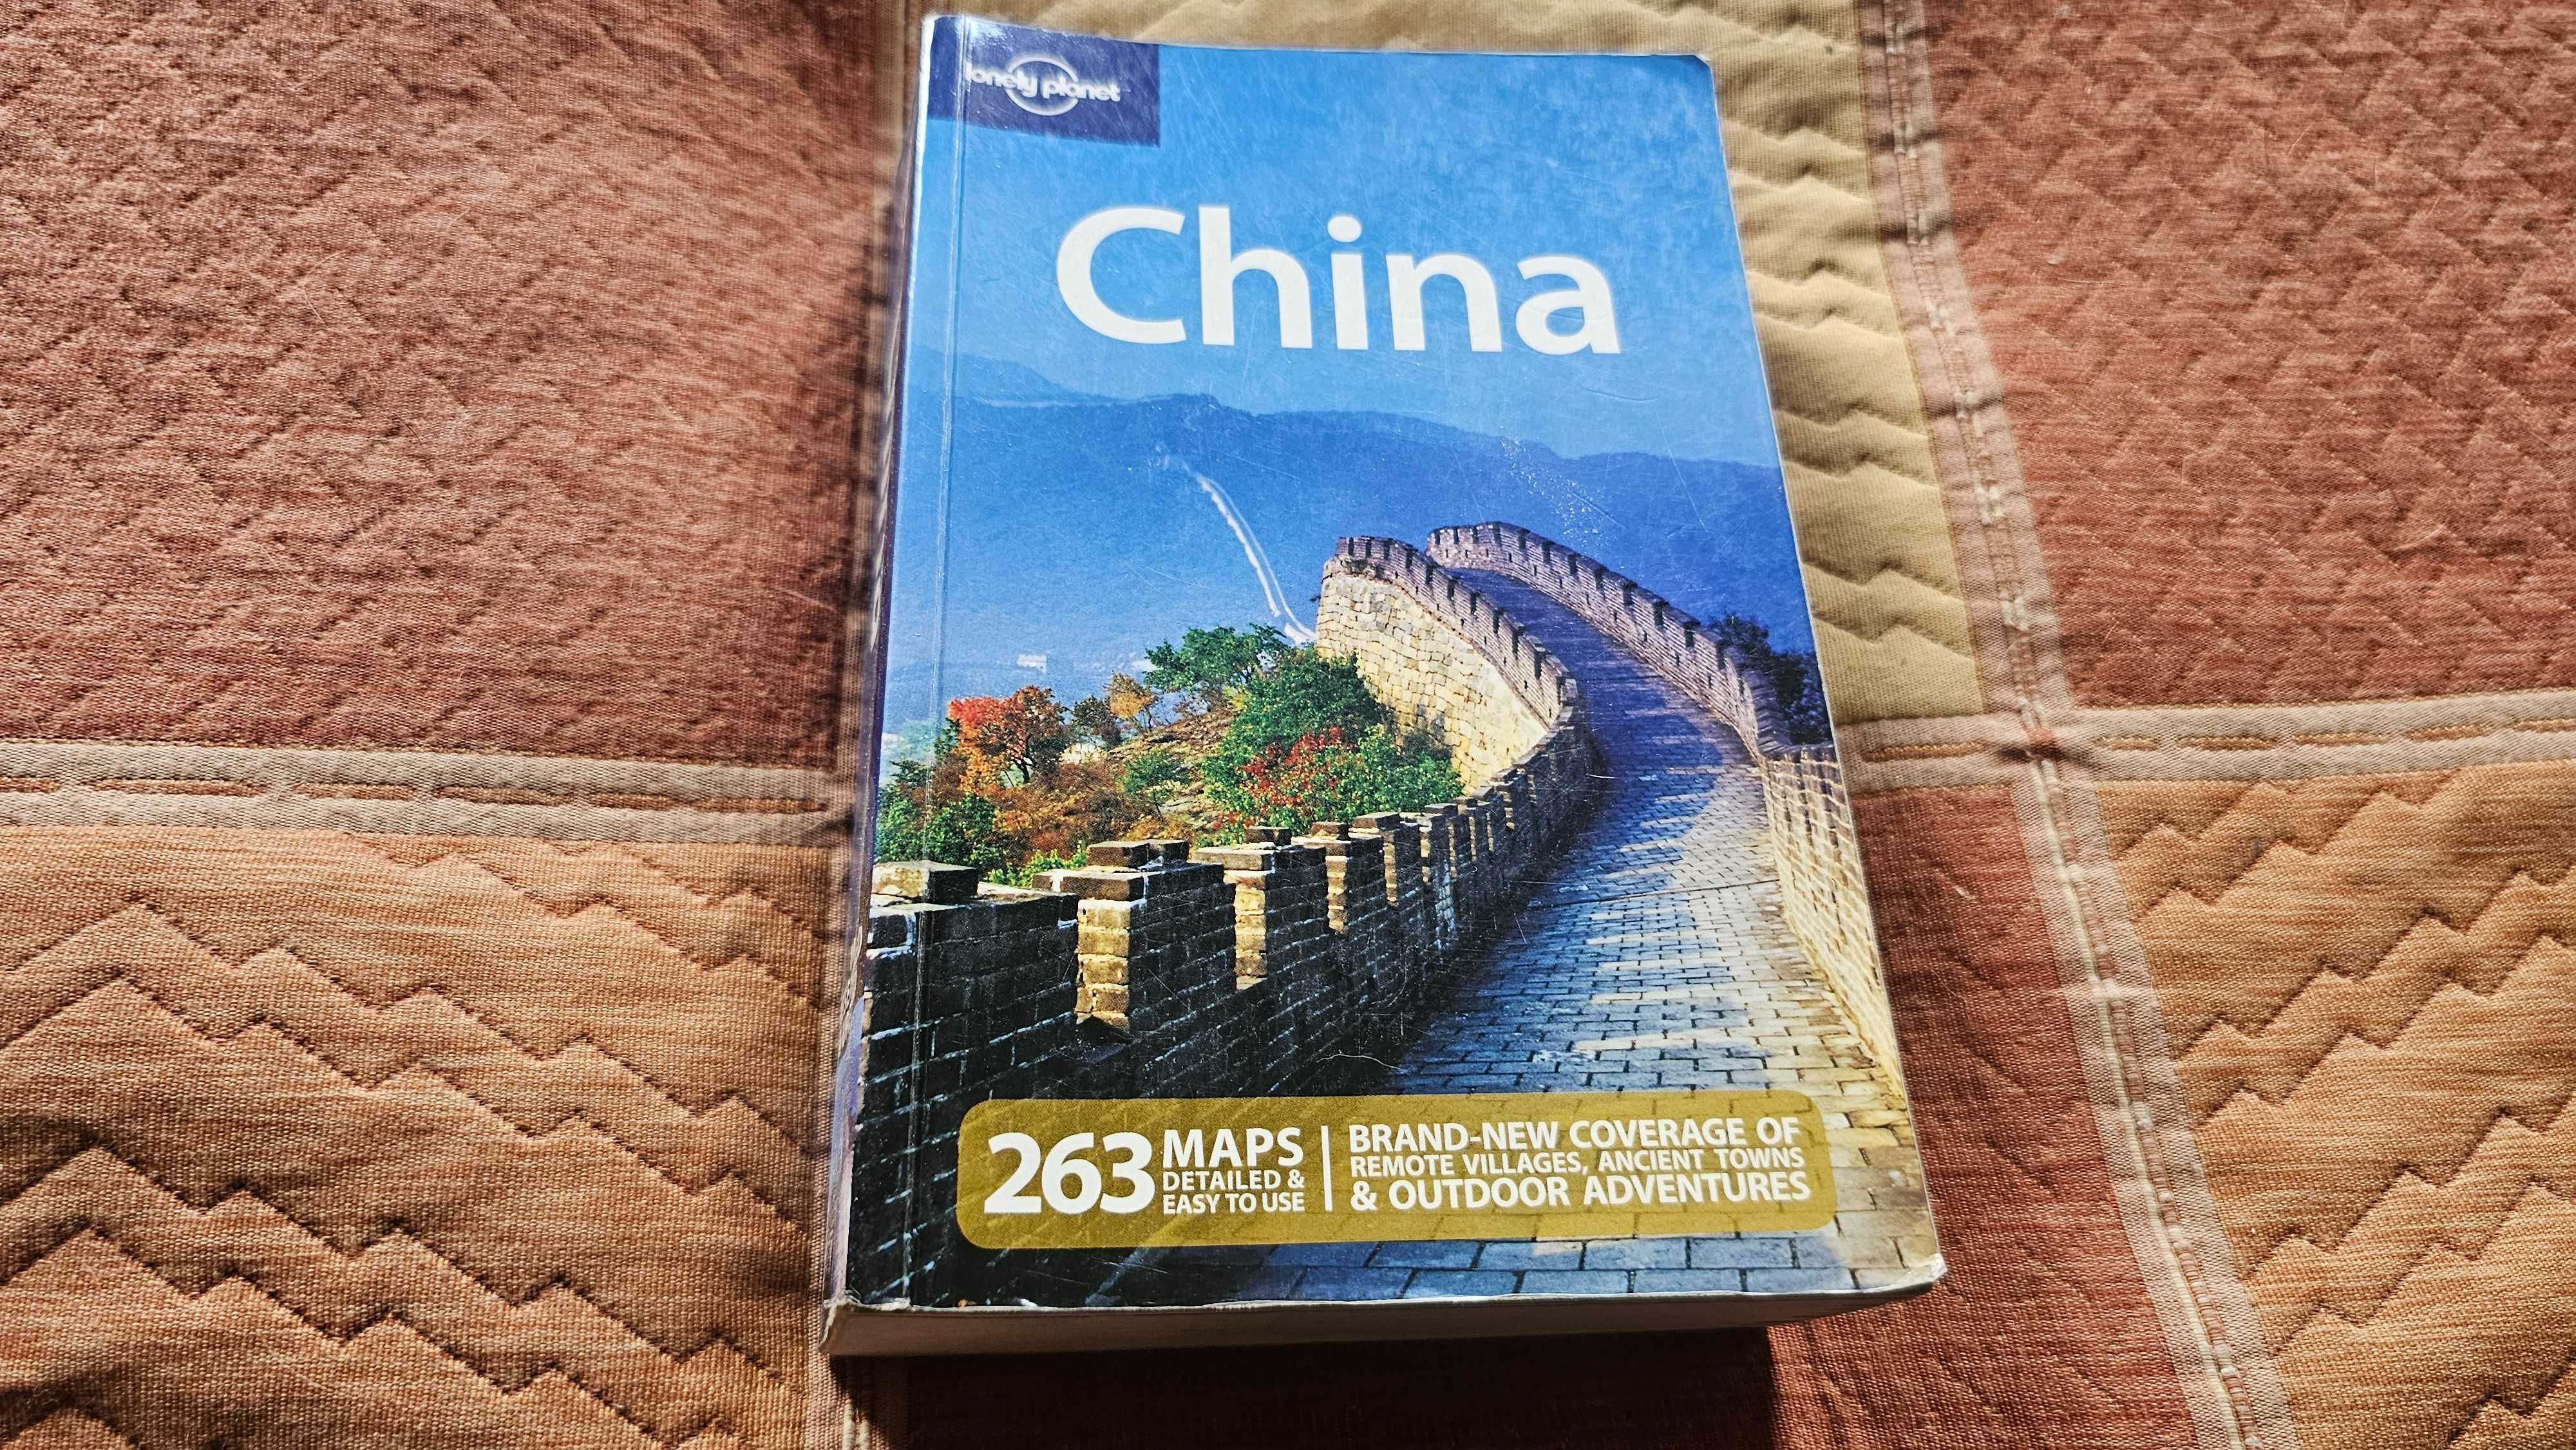 lonely planet
China
263 MAPS
DETAILED &
EASY TO USE
BRAND-NEW COVERAGE OF
REMOTE VILLAGES, ANCIENT TOWNS
& OUTDOOR ADVENTURES